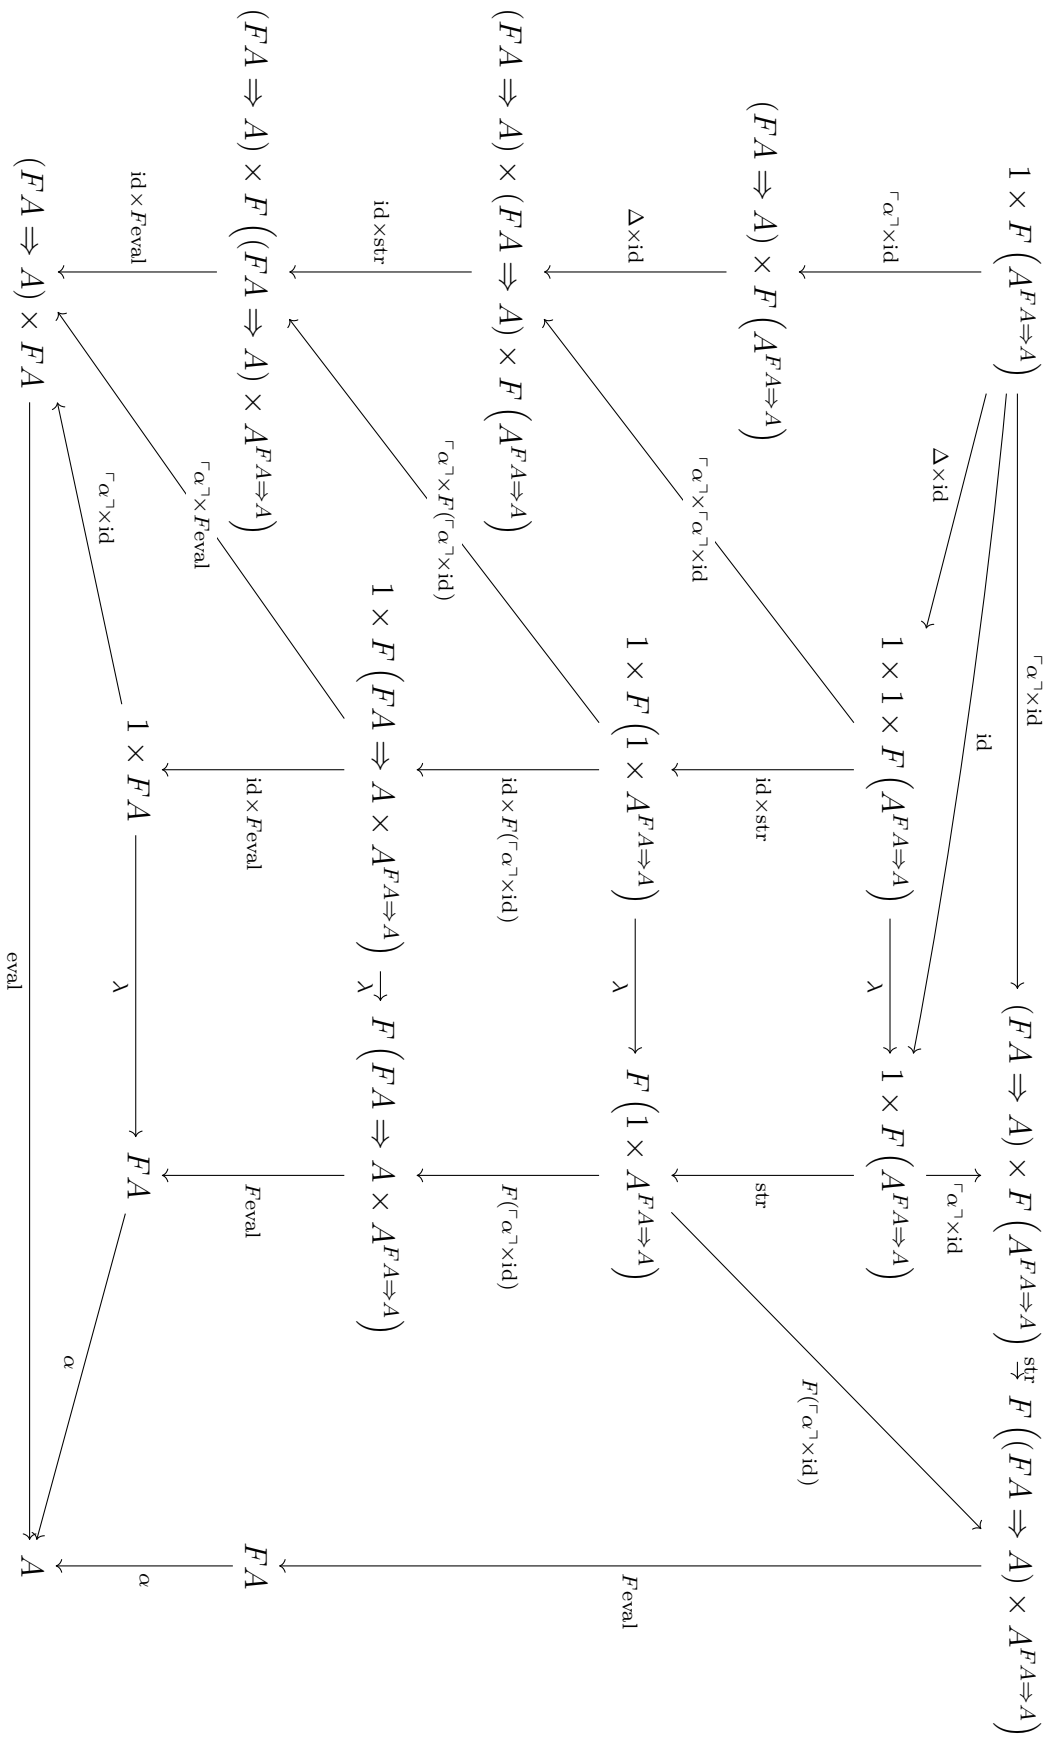 ⌜α⌝×id
1 × F (A^{FA⇒A})
(FA ⇒ A) × F (A^{FA⇒A})
str
F ((FA ⇒ A) × A^{FA⇒A})
id
Δ×id
⌜α⌝×id
⌜α⌝×id
1 × 1 × F (A^{FA⇒A})
λ
1 × F (A^{FA⇒A})
F(⌜α⌝×id)
(FA ⇒ A) × F (A^{FA⇒A})
id×str
str
⌜α⌝×⌜α⌝×id
Δ×id
1 × F (1 × A^{FA⇒A})
λ
F (1 × A^{FA⇒A})
Feval
(FA ⇒ A) × (FA ⇒ A) × F (A^{FA⇒A})
id×F(⌜α⌝×id)
F(⌜α⌝×id)
⌜α⌝×F(⌜α⌝×id)
id×str
1 × F (FA ⇒ A × A^{FA⇒A})
λ
F (FA ⇒ A × A^{FA⇒A})
(FA ⇒ A) × F ((FA ⇒ A) × A^{FA⇒A})
id×Feval
Feval
FA
⌜α⌝×Feval
id×Feval
1 × FA
λ
FA
α
⌜α⌝×id
α
(FA ⇒ A) × FA
eval
A